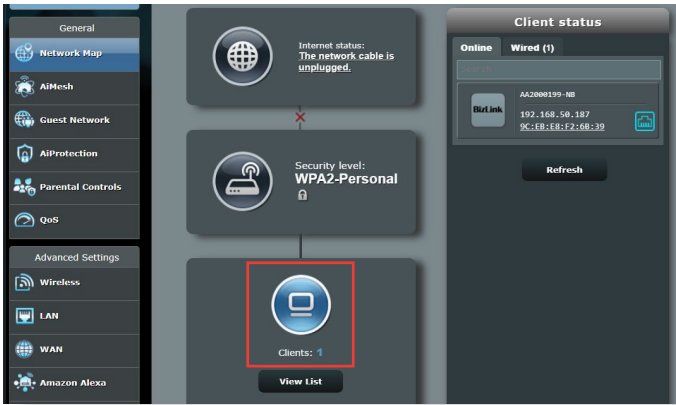 General
Network Map
AiMesh
Guest Network
AiProtection
Parental Controls
QoS
Advanced Settings
Wireless
LAN
WAN
Amazon Alexa
Internet status:
The network cable is
unplugged.
Security level:
WPA2-Personal
Clients: 1
View List
Client status
Online
Wired (1)
BizLink
AA2000199-NB
192.168.50.187
9C:EB:E8:F2:6B:39
Refresh